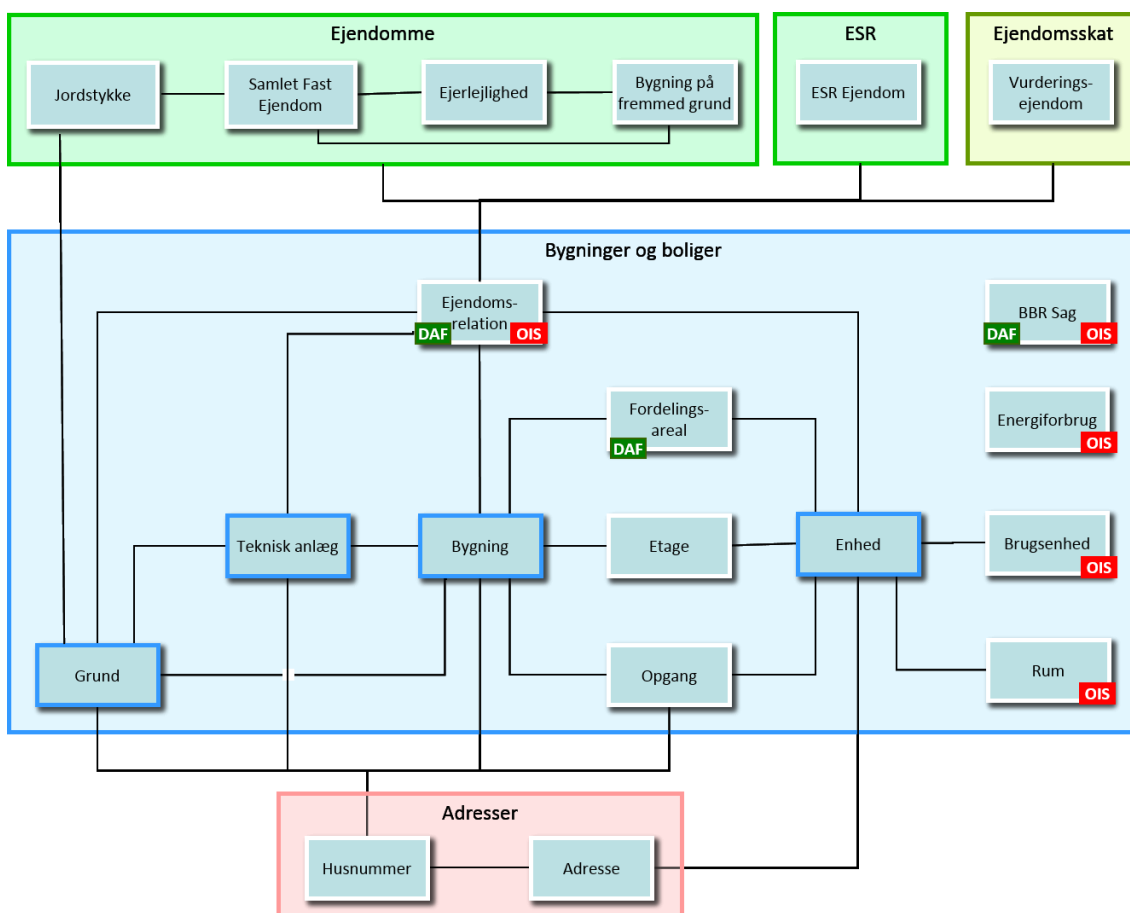 Ejendomme
ESR
Ejendomsskat
Jordstykke
Samlet Fast
Ejendom
Ejerlejlighed
Bygning på
fremmed grund
ESR Ejendom
Vurderings-
ejendom
Bygninger og boliger
Ejendoms-
relation
DAF
OIS
BBR Sag
DAF
OIS
Fordelings-
areal
DAF
Energiforbrug
OIS
Teknisk anlæg
Bygning
Etage
Enhed
Brugsenhed
OIS
Grund
Opgang
Rum
OIS
Adresser
Husnummer
Adresse